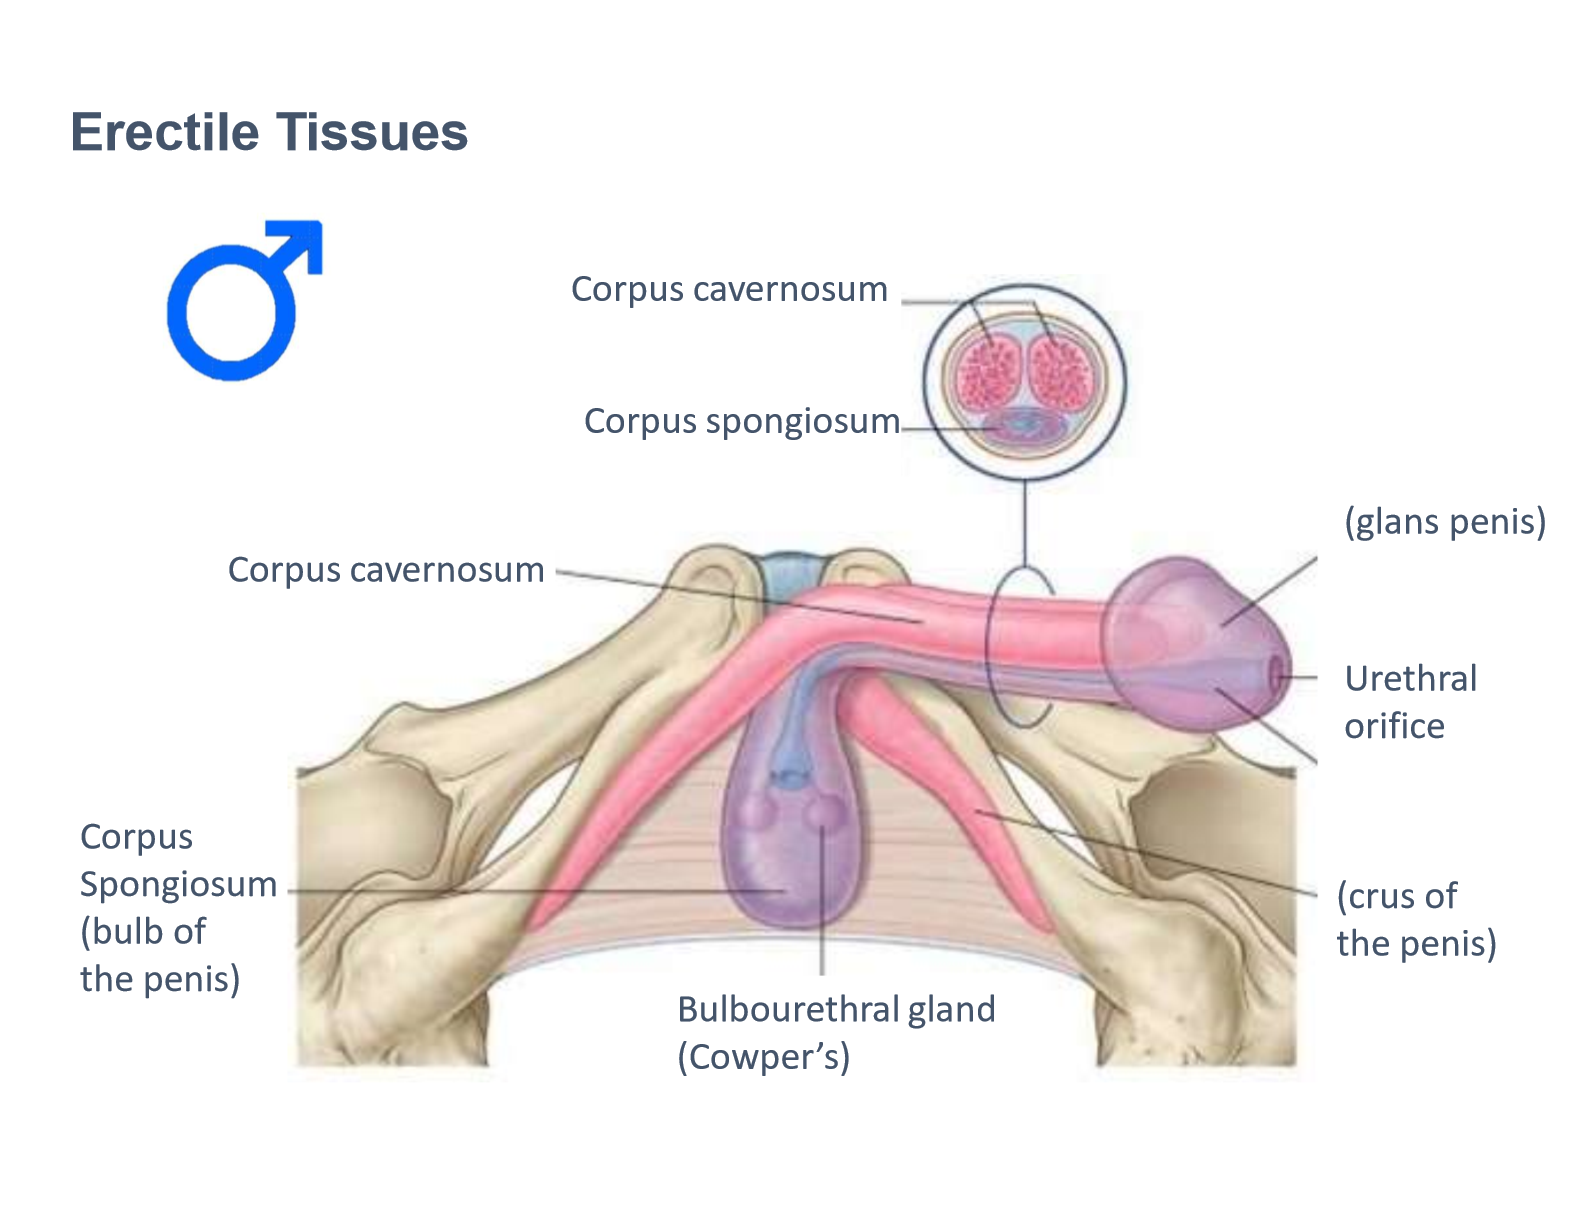 Erectile Tissues
Corpus cavernosum
Corpus spongiosum
(glans penis)
Corpus cavernosum
Urethral
orifice
Corpus
Spongiosum
(bulb of
the penis)
(crus of
the penis)
Bulbourethral gland
(Cowper’s)